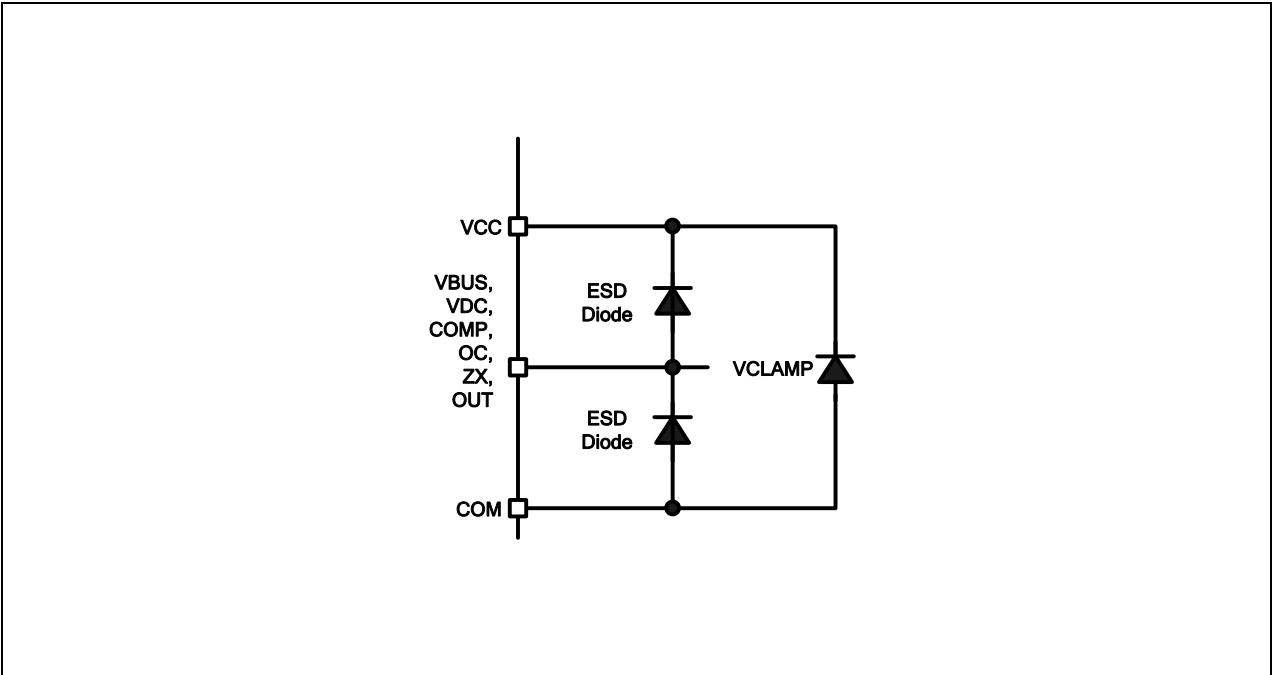 VCC
VBUS,
VDC,
COMP,
OC,
ZX,
OUT
ESD
Diode
VCLAMP
ESD
Diode
COM